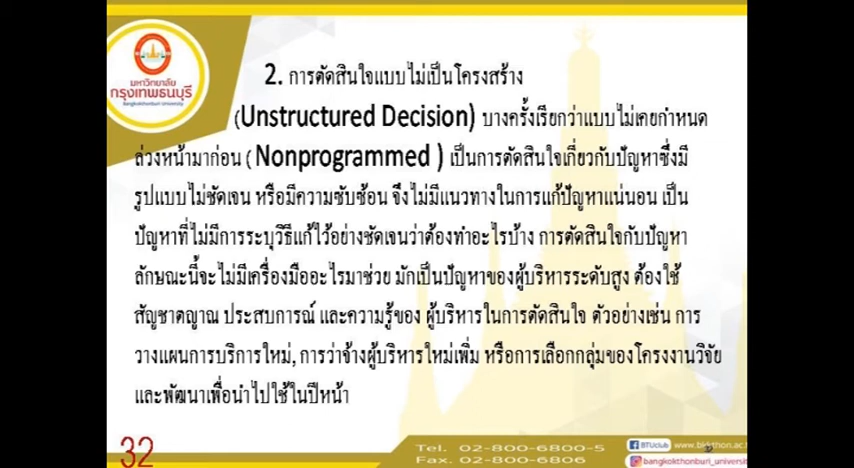 มหาวิทยาลัย
กรุงเทพธนบุรี
Bangkokthonburi University
2. การตัดสินใจแบบไม่เป็นโครงสร้าง
(Unstructured Decision) บางครั้งเรียกว่าแบบไม่เคยกำหนด
ล่วงหน้ามาก่อน ( Nonprogrammed ) เป็นการตัดสินใจเกี่ยวกับปัญหาซึ่งมี
รูปแบบไม่ชัดเจน หรือมีความซับซ้อน จึงไม่มีแนวทางในการแก้ปัญหาแน่นอน เป็น
ปัญหาที่ไม่มีการระบุวิธีแก้ไว้อย่างชัดเจนว่าต้องทำอะไรบ้าง การตัดสินใจกับปัญหา
ลักษณะนี้จะไม่มีเครื่องมืออะไรมาช่วย มักเป็นปัญหาของผู้บริหารระดับสูง ต้องใช้
สัญชาตญาณ ประสบการณ์ และความรู้ของ ผู้บริหารในการตัดสินใจ ตัวอย่างเช่น การ
วางแผนการบริการใหม่, การว่าจ้างผู้บริหารใหม่เพิ่ม หรือการเลือกกลุ่มของโครงงานวิจัย
และพัฒนาเพื่อนำไปใช้ในปีหน้า
32
Tel. 02-800-6800-5
Fax. 02-800-6806
BTUclub www.bkkthon.ac.
bangkokthonburi_universit